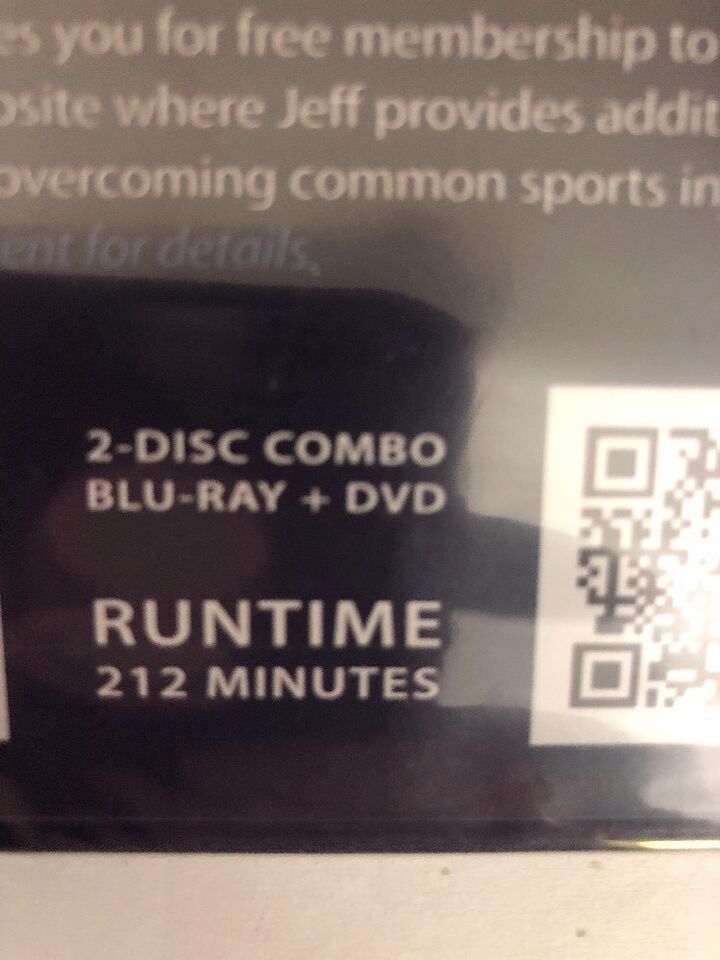 es you for free membership to
osite where Jeff provides addit
overcoming common sports in
ent for details.
2-DISC COMBO
BLU-RAY + DVD
RUNTIME
212 MINUTES